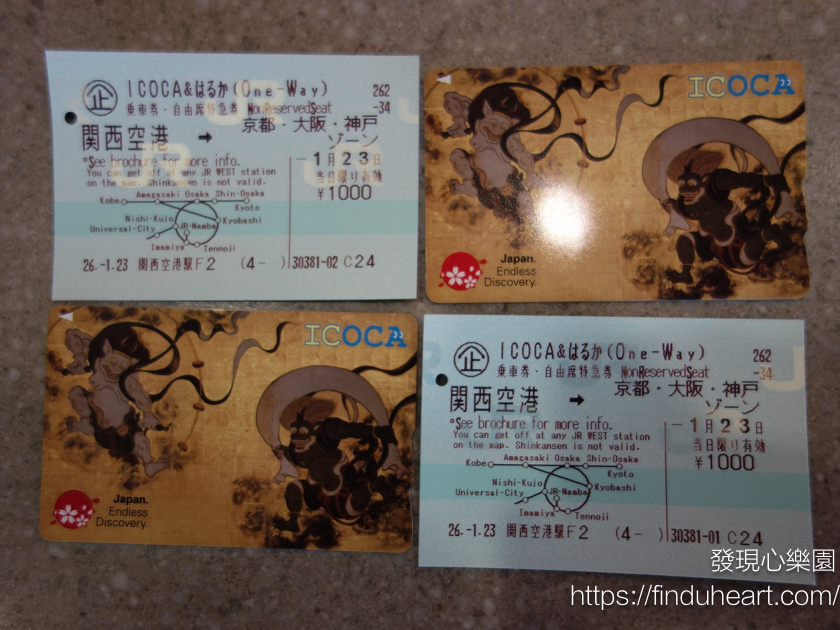 企 ICOCA&はるか(One-Way) 262
乗車券・自由席特急券 NonReservedSeat -34
関西空港 → 京都・大阪・神戸
ゾーン
°See brochure for more info.
You can get off at any JR WEST station
on the map. Shinkansen is not valid.
-1月23日
当日限り有効
¥1000
Amagasaki Osaka Shin-Osaka
Kobe Kyoto
Nishi-Kujo Kyobashi
Universal-City JR-Namba
Imamiya Tennoji
26.-1.23 関西空港駅F2 (4- ) 30381-02 C24
ICOCA
Japan.
Endless
Discovery.
ICOCA
Japan.
Endless
Discovery.
企 ICOCA&はるか(One-Way) 262
乗車券・自由席特急券 NonReservedSeat -34
関西空港 → 京都・大阪・神戸
ゾーン
°See brochure for more info.
You can get off at any JR WEST station
on the map. Shinkansen is not valid.
-1月23日
当日限り有効
¥1000
Amagasaki Osaka Shin-Osaka
Kobe Kyoto
Nishi-Kujo Kyobashi
Universal-City JR-Namba
Imamiya Tennoji
26.-1.23 関西空港駅F2 (4- ) 30381-01 C24
發現心樂園
https://finduheart.com/